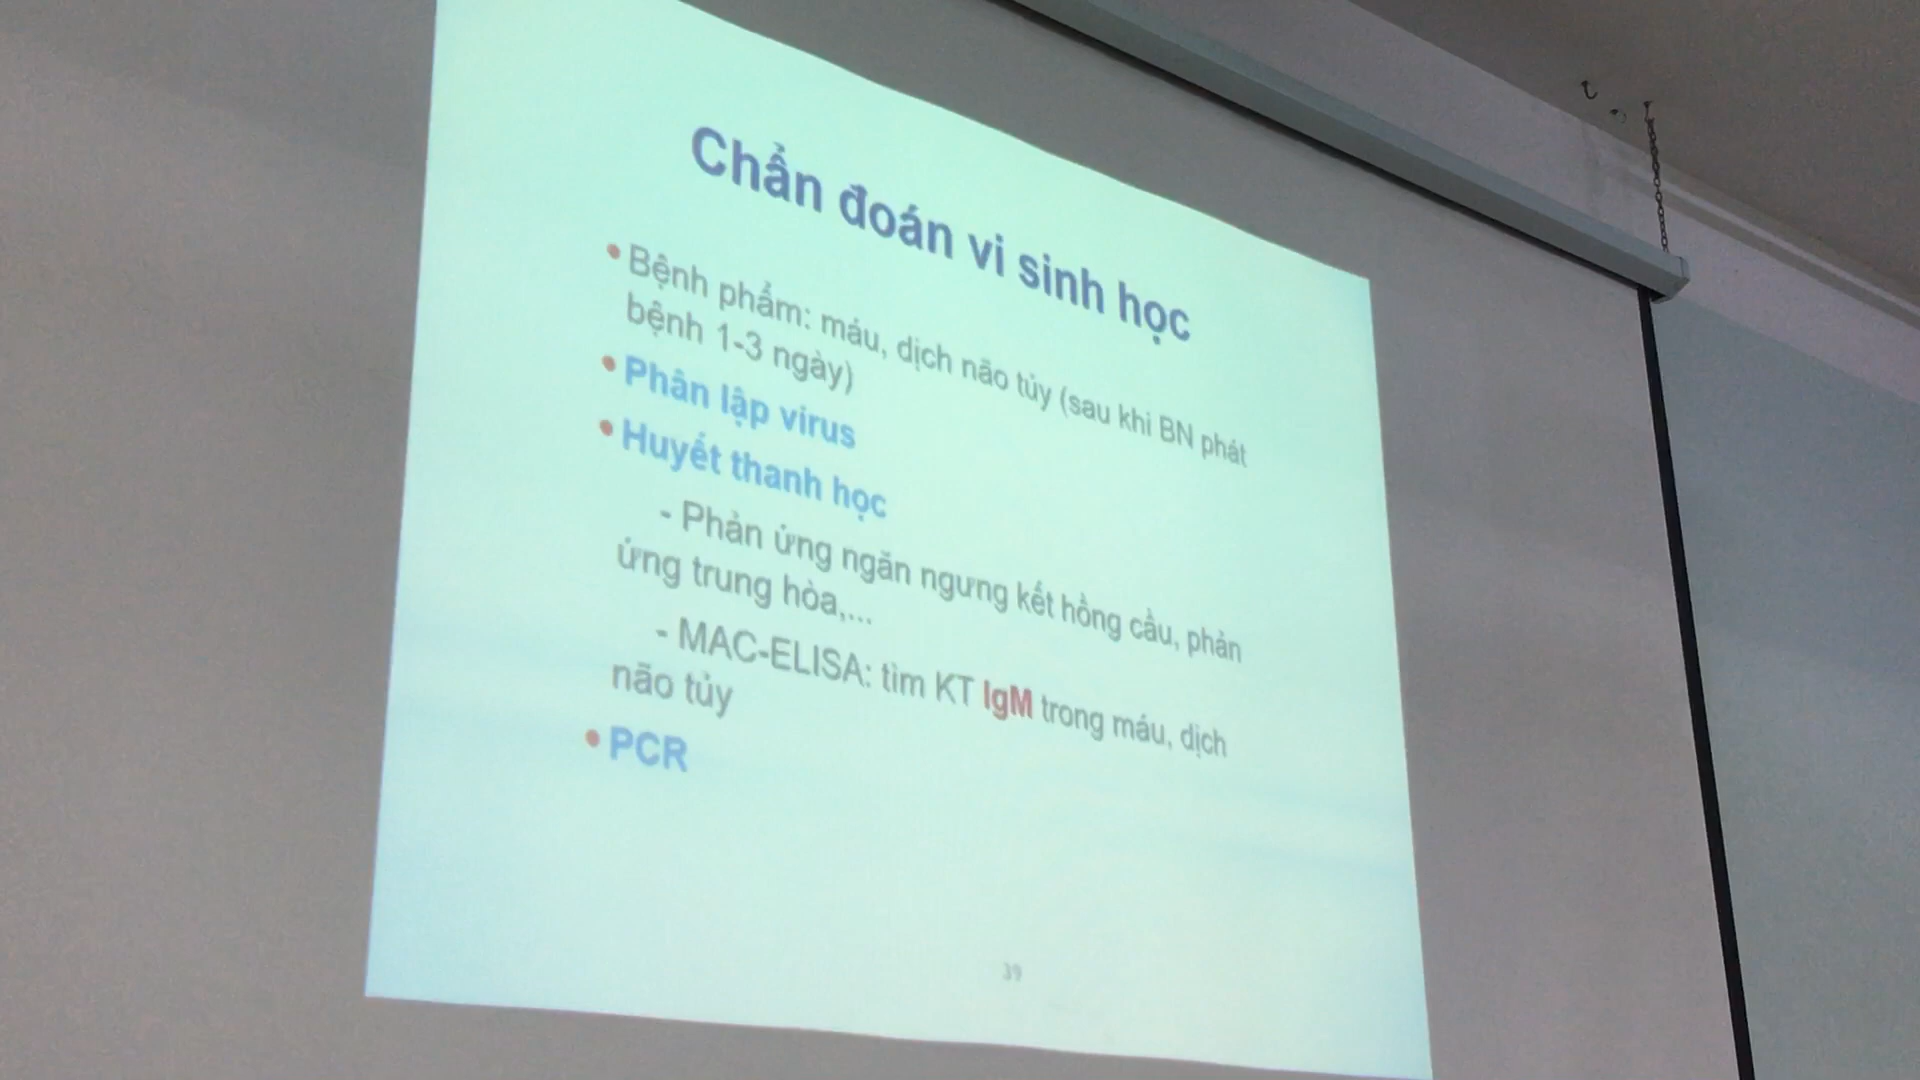 Chẩn đoán vi sinh học
• Bệnh phẩm: máu, dịch não tủy (sau khi BN phát
bệnh 1-3 ngày)
• Phân lập virus
• Huyết thanh học
- Phản ứng ngăn ngưng kết hồng cầu, phản
ứng trung hòa,...
- MAC-ELISA: tìm KT IgM trong máu, dịch
não tủy
• PCR
39